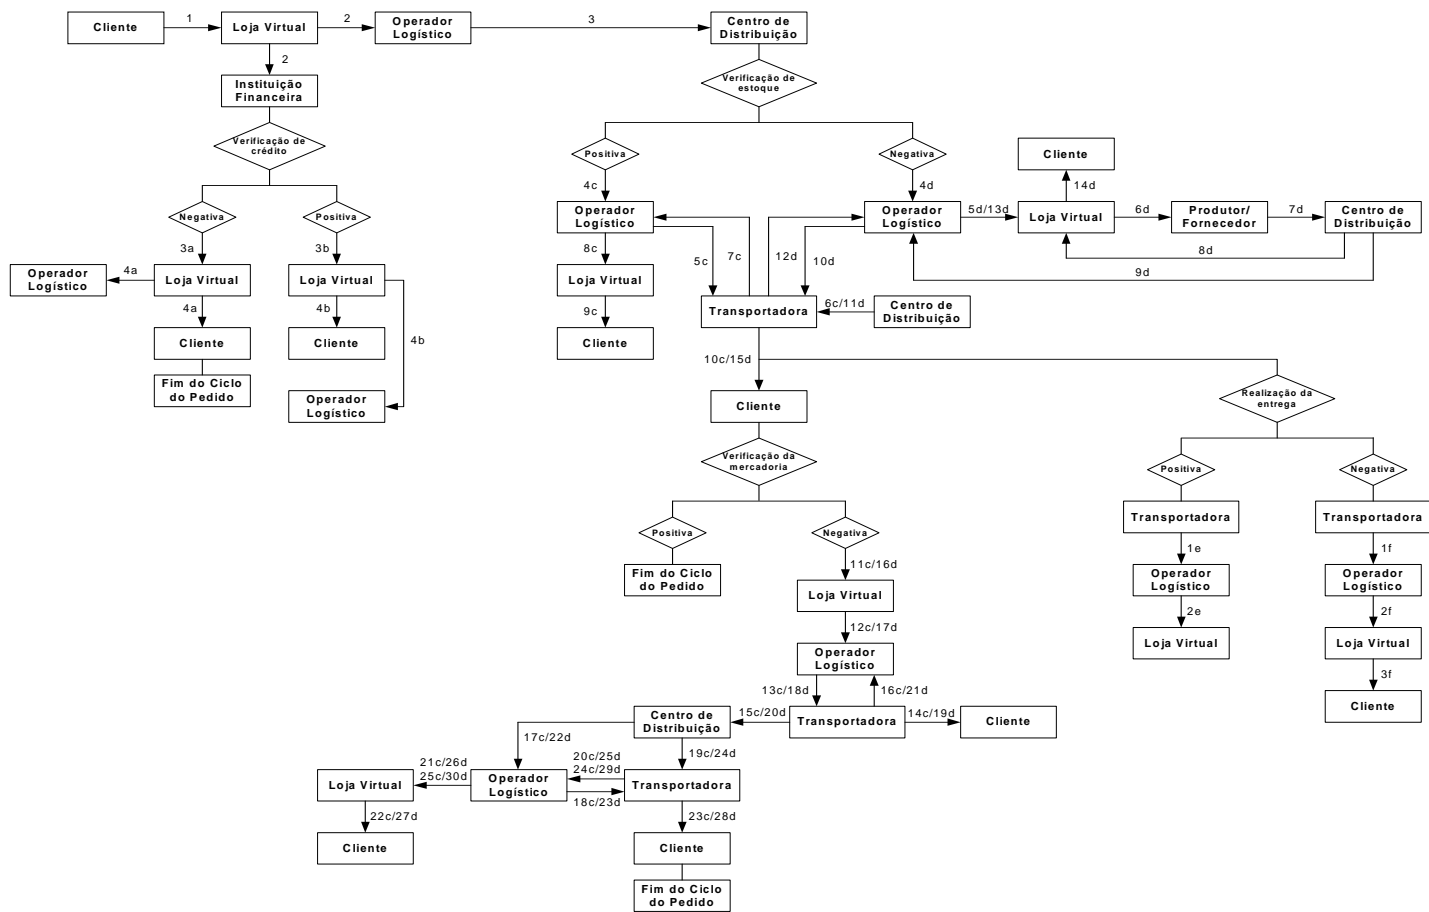 Cliente
1
Loja Virtual
2
Operador
Logístico
3
Centro de
Distribuição
2
Instituição
Financeira
Verificação de
crédito
Negativa
Positiva
3a
3b
Operador
Logístico
4a
Loja Virtual
Loja Virtual
4a
4b
4b
Cliente
Cliente
Fim do Ciclo
do Pedido
Operador
Logístico
Verificação de
estoque
Positiva
Negativa
4c
4d
Cliente
14d
Operador
Logístico
Operador
Logístico
5d/13d
Loja Virtual
6d
Produtor/
Fornecedor
7d
Centro de
Distribuição
8d
9d
8c
5c
7c
12d
10d
Loja Virtual
9c
Cliente
Transportadora
6c/11d
Centro de
Distribuição
10c/15d
Cliente
Verificação da
mercadoria
Positiva
Negativa
Fim do Ciclo
do Pedido
11c/16d
Loja Virtual
12c/17d
Operador
Logístico
13c/18d
16c/21d
Centro de
Distribuição
15c/20d
Transportadora
14c/19d
Cliente
17c/22d
19c/24d
21c/26d
25c/30d
20c/25d
24c/29d
Loja Virtual
Operador
Logístico
18c/23d
Transportadora
22c/27d
23c/28d
Cliente
Cliente
Fim do Ciclo
do Pedido
Realização da
entrega
Positiva
Negativa
Transportadora
Transportadora
1e
1f
Operador
Logístico
Operador
Logístico
2e
2f
Loja Virtual
Loja Virtual
3f
Cliente